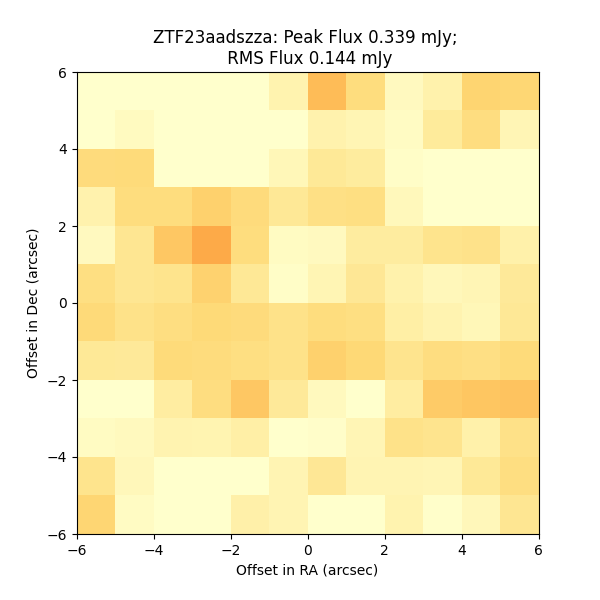 ZTF23aadszza: Peak Flux 0.339 mJy;
RMS Flux 0.144 mJy
6
4
2
0
−2
−4
−6
Offset in Dec (arcsec)
−6 −4 −2 0 2 4 6
Offset in RA (arcsec)